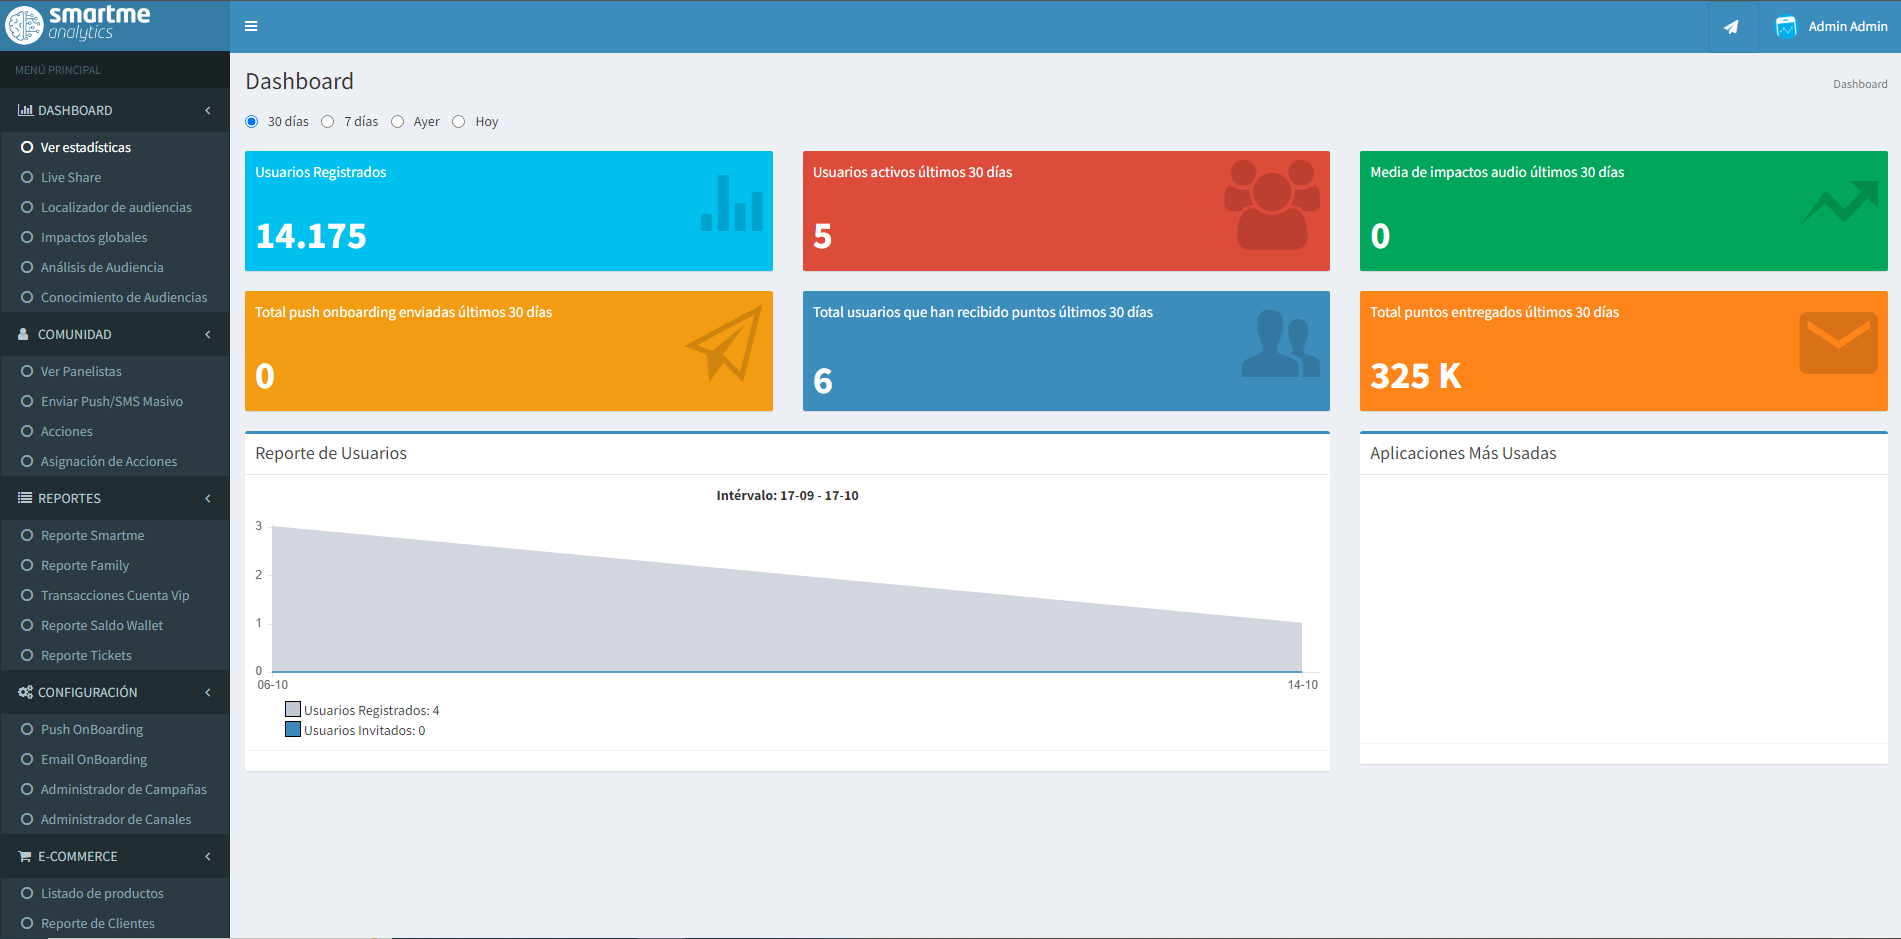 smartme
analytics
Admin Admin
MENÚ PRINCIPAL
DASHBOARD
Ver estadísticas
Live Share
Localizador de audiencias
Impactos globales
Análisis de Audiencia
Conocimiento de Audiencias
COMUNIDAD
Ver Panelistas
Enviar Push/SMS Masivo
Acciones
Asignación de Acciones
REPORTES
Reporte Smartme
Reporte Family
Transacciones Cuenta Vip
Reporte Saldo Wallet
Reporte Tickets
CONFIGURACIÓN
Push OnBoarding
Email OnBoarding
Administrador de Campañas
Administrador de Canales
E-COMMERCE
Listado de productos
Reporte de Clientes
Dashboard
Dashboard
30 días 7 días Ayer Hoy
Usuarios Registrados
14.175
Usuarios activos últimos 30 días
5
Media de impactos audio últimos 30 días
0
Total push onboarding enviadas últimos 30 días
0
Total usuarios que han recibido puntos últimos 30 días
6
Total puntos entregados últimos 30 días
325 K
Reporte de Usuarios
Intérvalo: 17-09 - 17-10
3
2
1
0
06-10 14-10
Usuarios Registrados: 4
Usuarios Invitados: 0
Aplicaciones Más Usadas